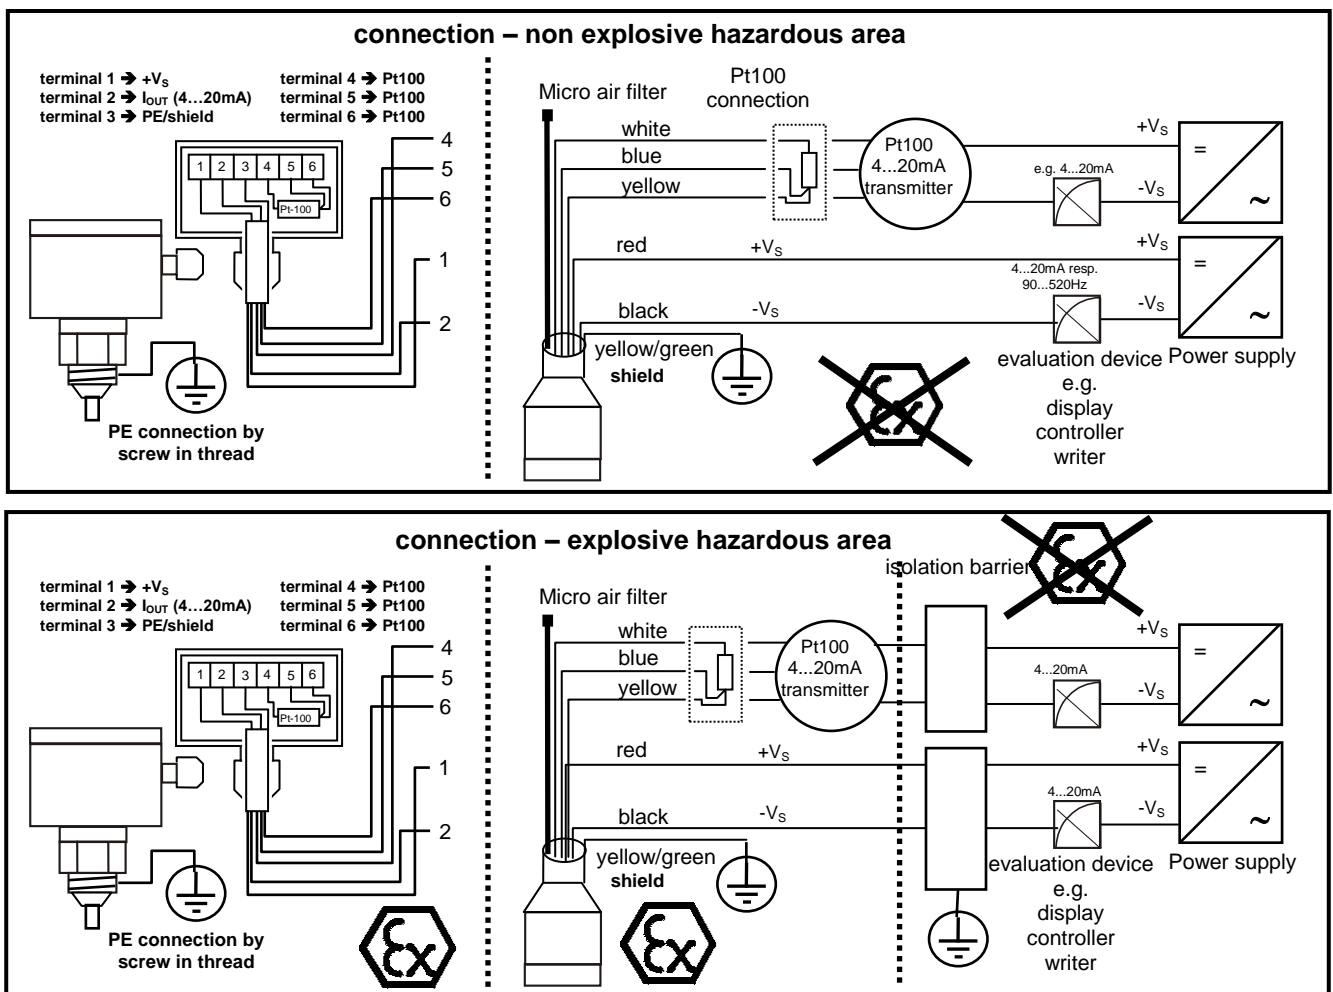 connection – non explosive hazardous area
terminal 1 ➔ +VS
terminal 2 ➔ IOUT (4...20mA)
terminal 3 ➔ PE/shield
terminal 4 ➔ Pt100
terminal 5 ➔ Pt100
terminal 6 ➔ Pt100
1 2 3 4 5 6
Pt-100
4
5
6
1
2
PE connection by
screw in thread
Micro air filter
Pt100
connection
white
blue
yellow
red
black
+VS
-VS
yellow/green
shield
Pt100
4...20mA
transmitter
+VS
e.g. 4...20mA
-VS
=
~
+VS
4...20mA resp.
90...520Hz
-VS
=
~
evaluation device
e.g.
display
controller
writer
Power supply
Ex
connection – explosive hazardous area
terminal 1 ➔ +VS
terminal 2 ➔ IOUT (4...20mA)
terminal 3 ➔ PE/shield
terminal 4 ➔ Pt100
terminal 5 ➔ Pt100
terminal 6 ➔ Pt100
1 2 3 4 5 6
Pt-100
4
5
6
1
2
PE connection by
screw in thread
Ex
Micro air filter
white
blue
yellow
red
black
+VS
-VS
yellow/green
shield
Ex
Pt100
4...20mA
transmitter
isolation barrier
Ex
+VS
4...20mA
-VS
=
~
+VS
4...20mA
-VS
=
~
evaluation device
e.g.
display
controller
writer
Power supply